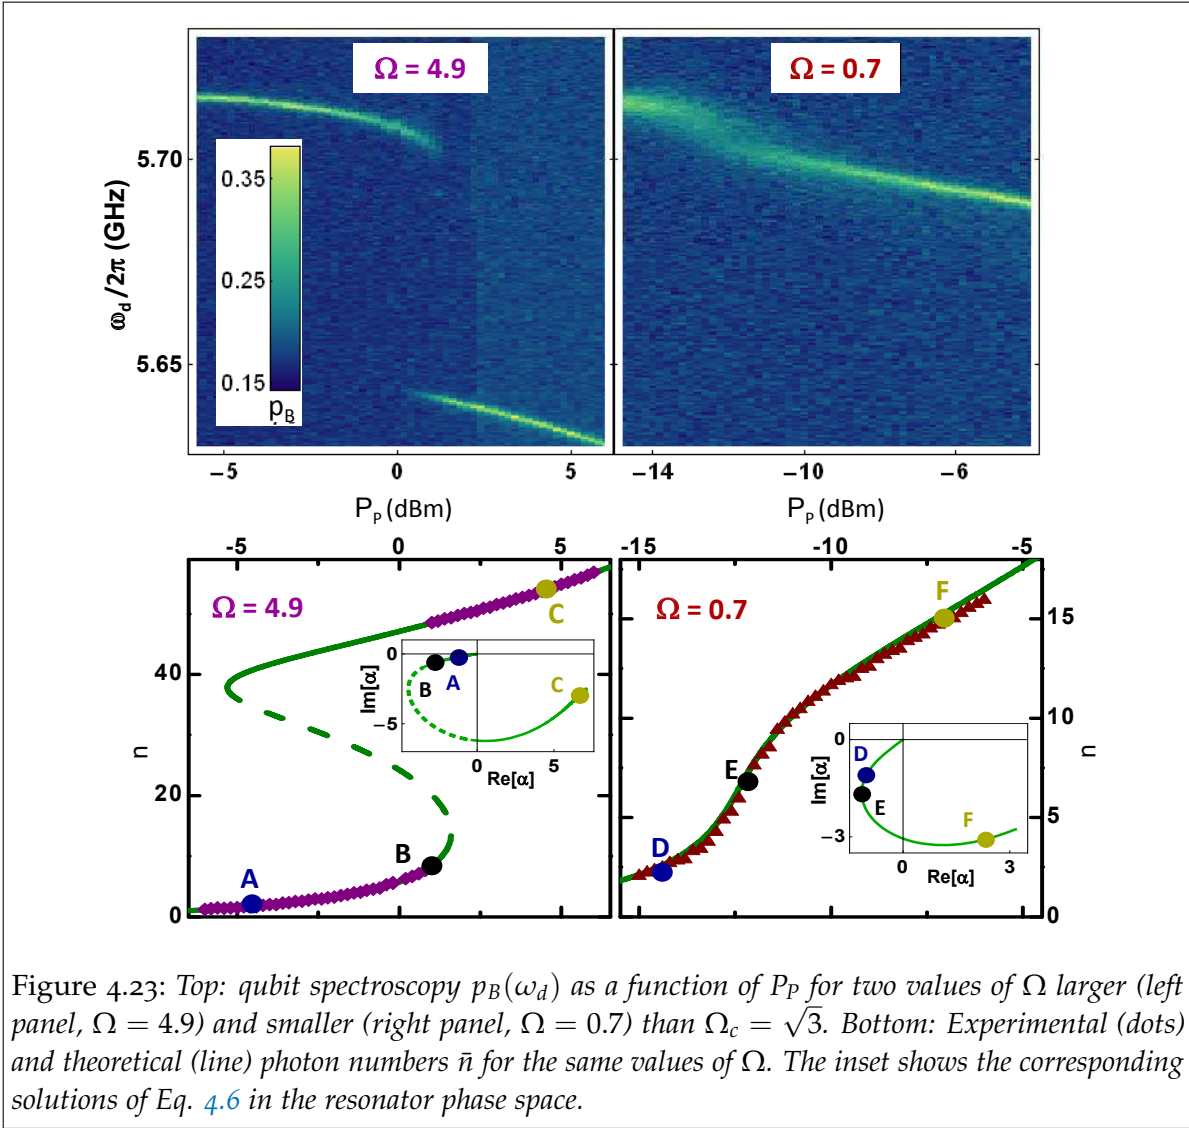 Ω = 4.9
Ω = 0.7
ω_d/2π (GHz)
5.70
5.65
0.35
0.25
0.15
p_B
−5
0
5
−14
−10
−6
P_P (dBm)
P_P (dBm)
-5
0
5
-15
-10
-5
Ω = 4.9
Ω = 0.7
n
40
20
0
A
B
C
0
−5
Im[α]
B
A
C
5
Re[α]
D
E
F
0
−3
Im[α]
D
E
F
0
3
Re[α]
15
10
5
0
n
Figure 4.23: Top: qubit spectroscopy p_B(ω_d) as a function of P_P for two values of Ω larger (left
panel, Ω = 4.9) and smaller (right panel, Ω = 0.7) than Ω_c = √3. Bottom: Experimental (dots)
and theoretical (line) photon numbers n̄ for the same values of Ω. The inset shows the corresponding
solutions of Eq. 4.6 in the resonator phase space.